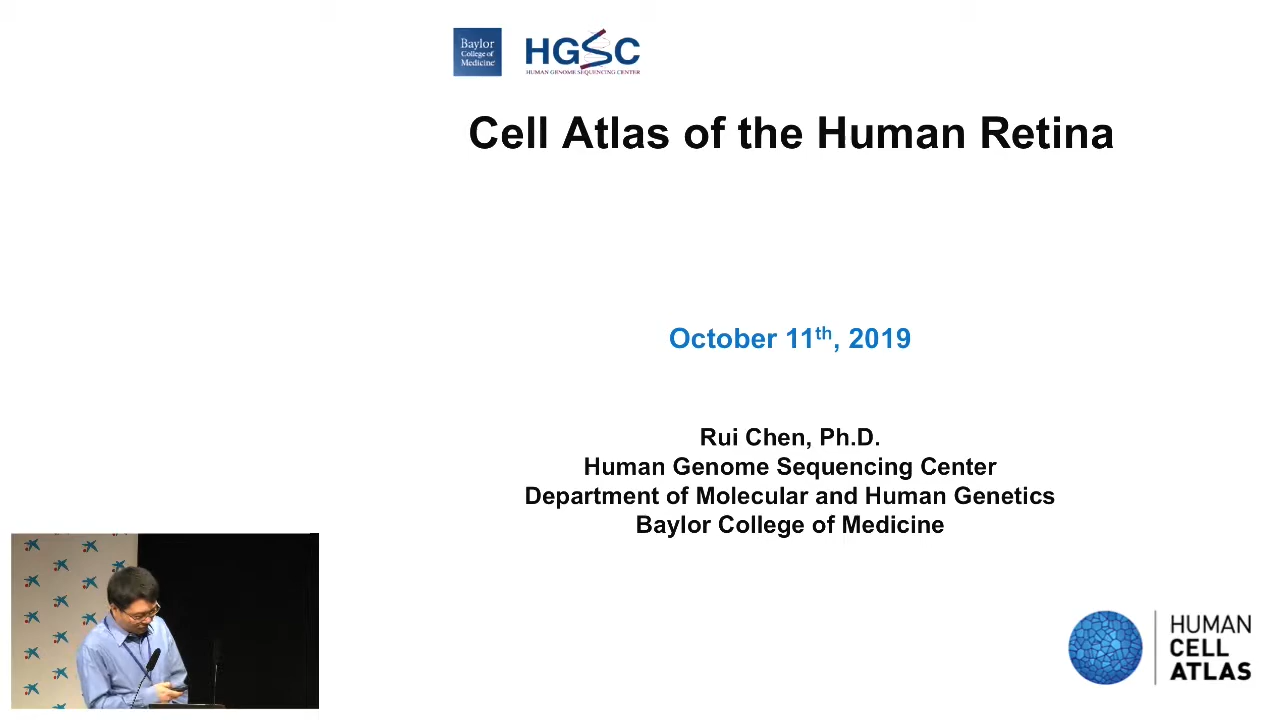 Baylor
College of
Medicine
HGSC
HUMAN GENOME SEQUENCING CENTER
Cell Atlas of the Human Retina
October 11th, 2019
Rui Chen, Ph.D.
Human Genome Sequencing Center
Department of Molecular and Human Genetics
Baylor College of Medicine
HUMAN
CELL
ATLAS